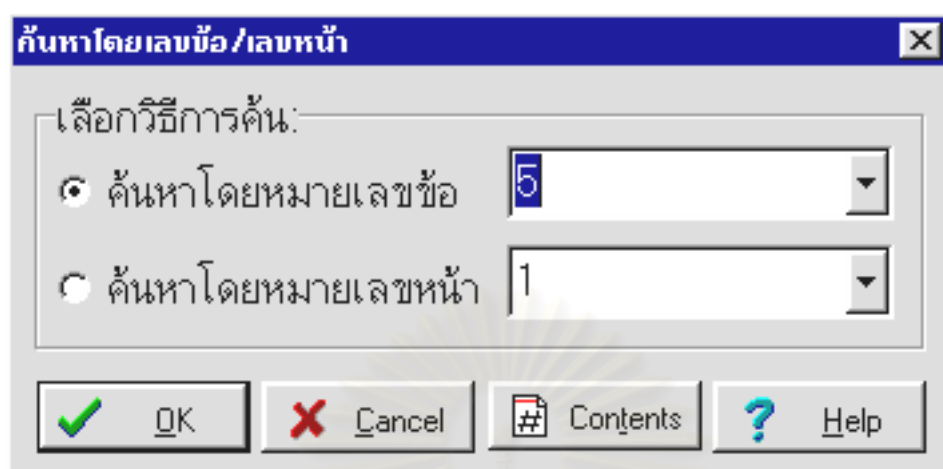 ค้นหาโดยเลขข้อ/เลขหน้า
เลือกวิธีการค้น:
ค้นหาโดยหมายเลขข้อ 5
ค้นหาโดยหมายเลขหน้า 1
OK Cancel # Contents ? Help